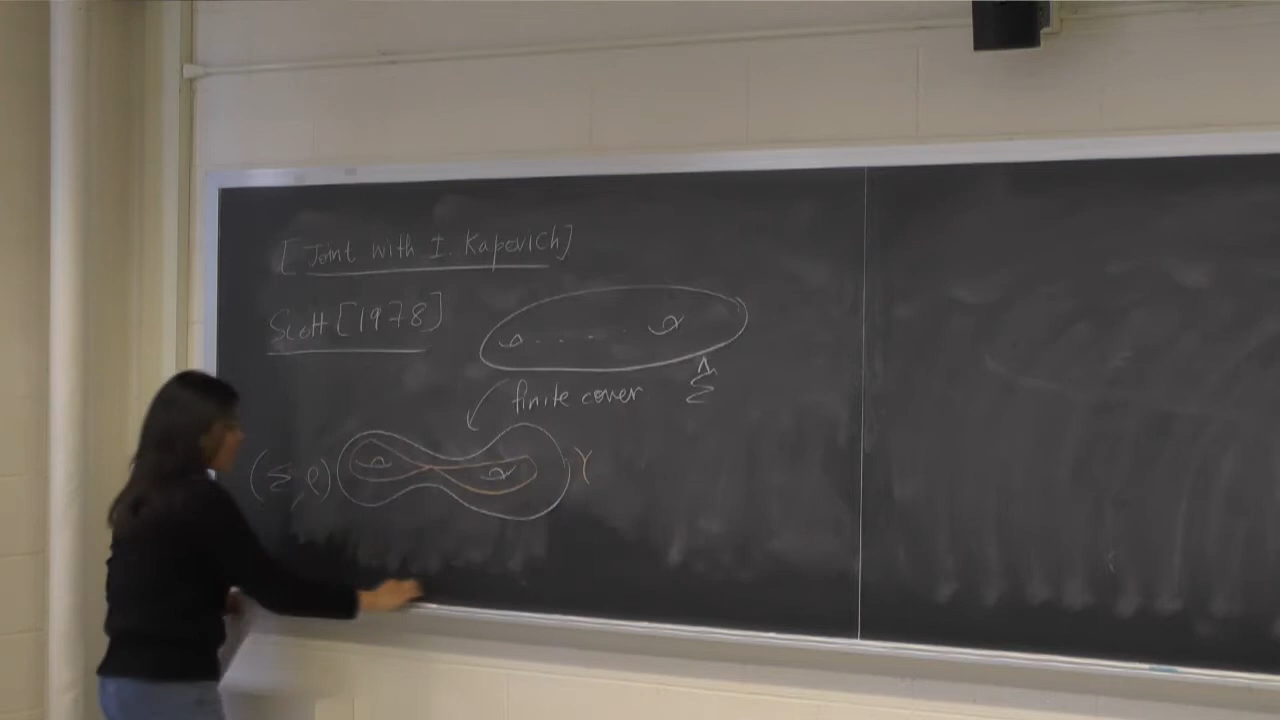 [Joint with I. Kapovich]
Scott [1978]
Σ̂
finite cover
(Σ, ρ)
γ